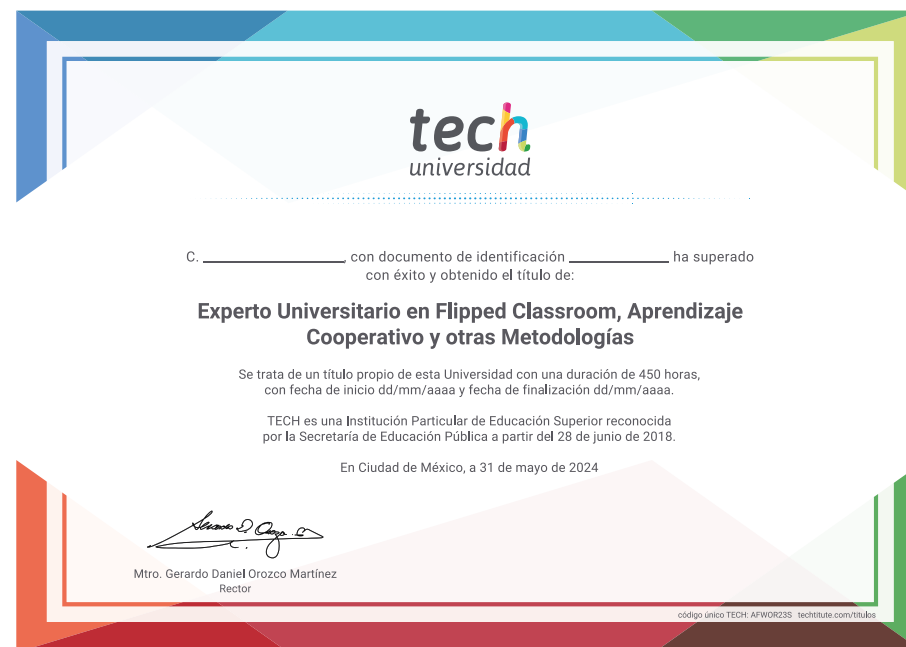 tech
universidad
C. ____________, con documento de identificación ____________ ha superado
con éxito y obtenido el título de:
Experto Universitario en Flipped Classroom, Aprendizaje
Cooperativo y otras Metodologías
Se trata de un título propio de esta Universidad con una duración de 450 horas,
con fecha de inicio dd/mm/aaaa y fecha de finalización dd/mm/aaaa.
TECH es una Institución Particular de Educación Superior reconocida
por la Secretaría de Educación Pública a partir del 28 de junio de 2018.
En Ciudad de México, a 31 de mayo de 2024
Mtro. Gerardo Daniel Orozco Martínez
Rector
código único TECH: AFWOR23S techtitute.com/titulos